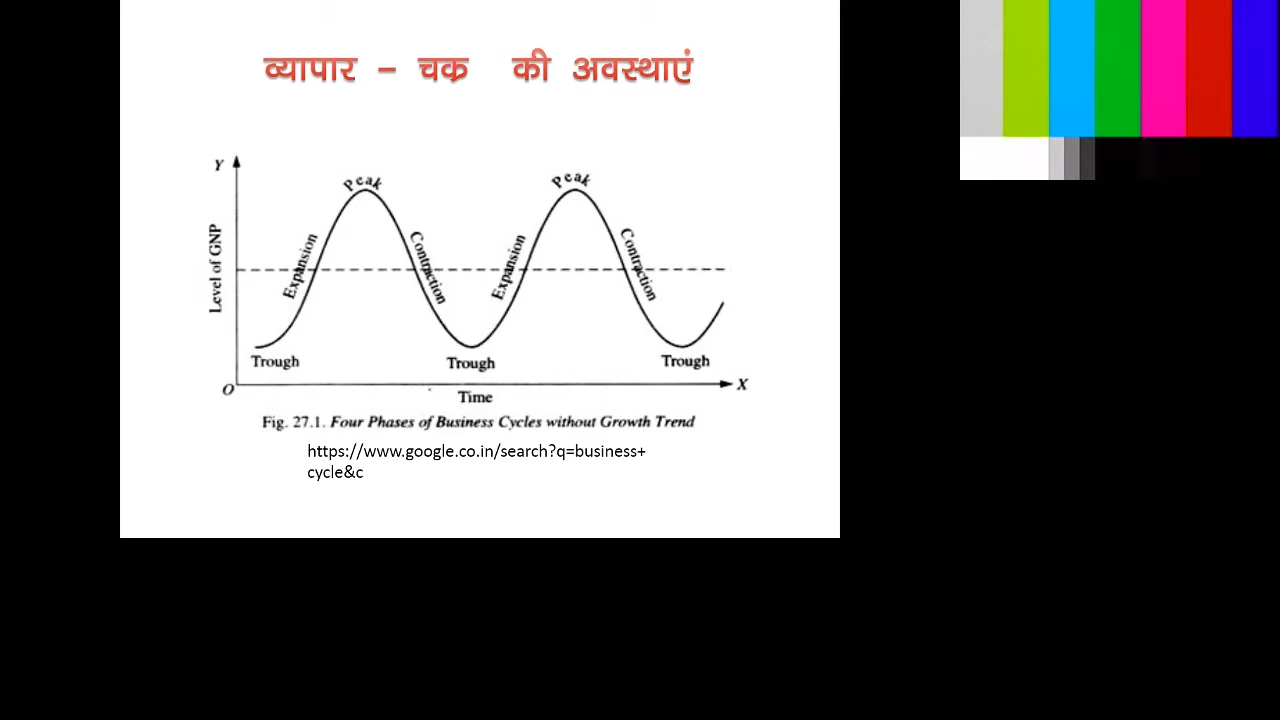 व्यापार – चक्र की अवस्थाएं
Y
Peak
Peak
Level of GNP
Expansion
Contraction
Expansion
Contraction
Trough
Trough
Trough
O
X
Time
Fig. 27.1. Four Phases of Business Cycles without Growth Trend
https://www.google.co.in/search?q=business+
cycle&c